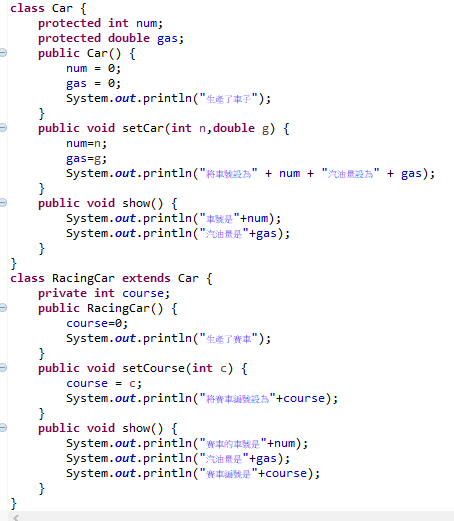 class Car {
    protected int num;
    protected double gas;
    public Car() {
        num = 0;
        gas = 0;
        System.out.println("生產了車子");
    }
    public void setCar(int n,double g) {
        num=n;
        gas=g;
        System.out.println("將車號設為" + num + "汽油量設為" + gas);
    }
    public void show() {
        System.out.println("車號是"+num);
        System.out.println("汽油量是"+gas);
    }
}
class RacingCar extends Car {
    private int course;
    public RacingCar() {
        course=0;
        System.out.println("生產了賽車");
    }
    public void setCourse(int c) {
        course = c;
        System.out.println("將賽車編號設為"+course);
    }
    public void show() {
        System.out.println("賽車的車號是"+num);
        System.out.println("汽油量是"+gas);
        System.out.println("賽車編號是"+course);
    }
}